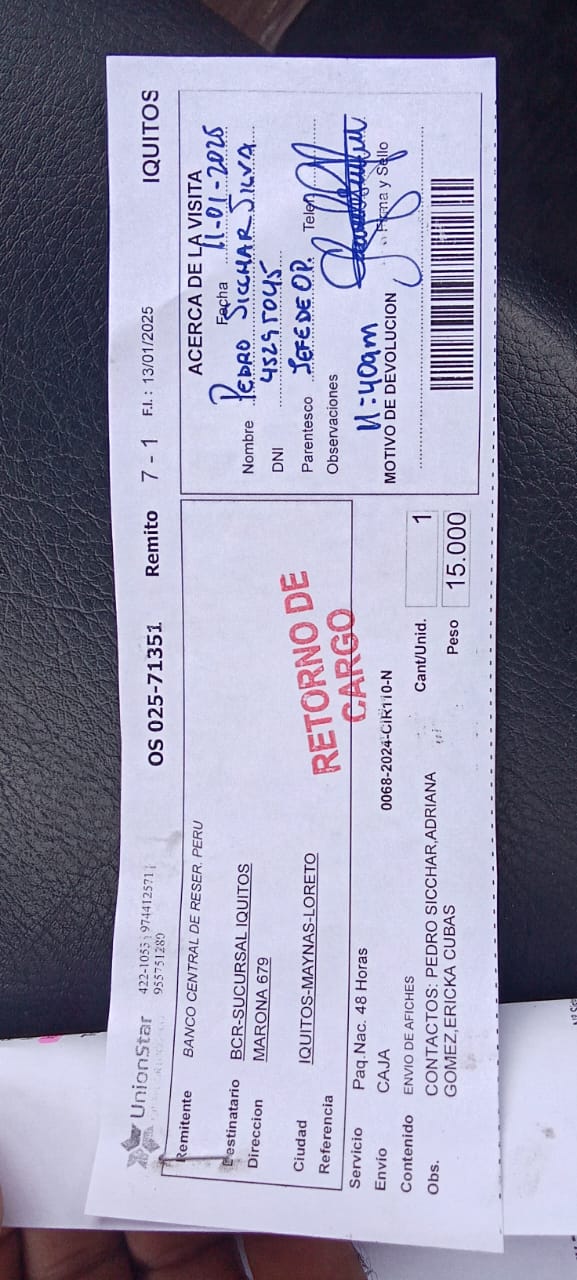 UnionStar 422-1053 | 974412571 |
955751280
OS 025-71351 Remito 7 - 1 F.I.: 13/01/2025 IQUITOS
Remitente BANCO CENTRAL DE RESER. PERU
Destinatario BCR-SUCURSAL IQUITOS
Direccion MARONA 679
Ciudad IQUITOS-MAYNAS-LORETO
Referencia
RETORNO DE
CARGO
Servicio Paq.Nac. 48 Horas
Envío CAJA 0068-2024-CIR110-N
Contenido ENVIO DE AFICHES Cant/Unid. 1
Obs. CONTACTOS: PEDRO SICCHAR,ADRIANA
GOMEZ,ERICKA CUBAS Peso 15.000
ACERCA DE LA VISITA
Fecha 11-01-2025
Nombre PEDRO SICCHAR SILVA
DNI
Parentesco JEFE DE OP. Telef
Observaciones
11:40am Firma y Sello
MOTIVO DE DEVOLUCION